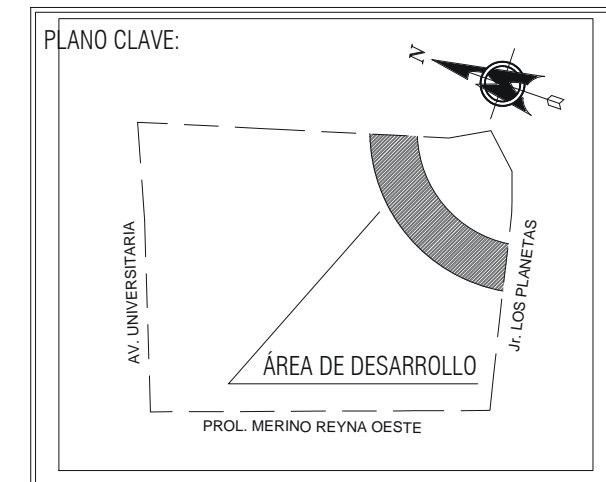 PLANO CLAVE:
N
AV. UNIVERSITARIA
Jr. LOS PLANETAS
ÁREA DE DESARROLLO
PROL. MERINO REYNA OESTE